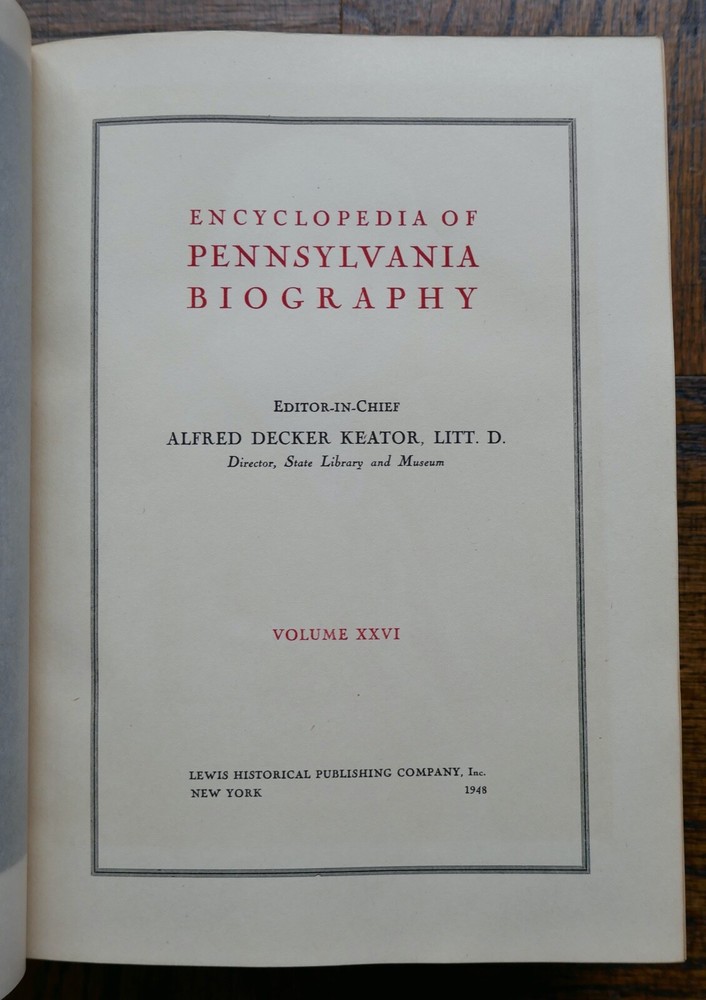 ENCYCLOPEDIA OF
PENNSYLVANIA
BIOGRAPHY
EDITOR-IN-CHIEF
ALFRED DECKER KEATOR, LITT. D.
Director, State Library and Museum
VOLUME XXVI
LEWIS HISTORICAL PUBLISHING COMPANY, Inc.
NEW YORK 1948